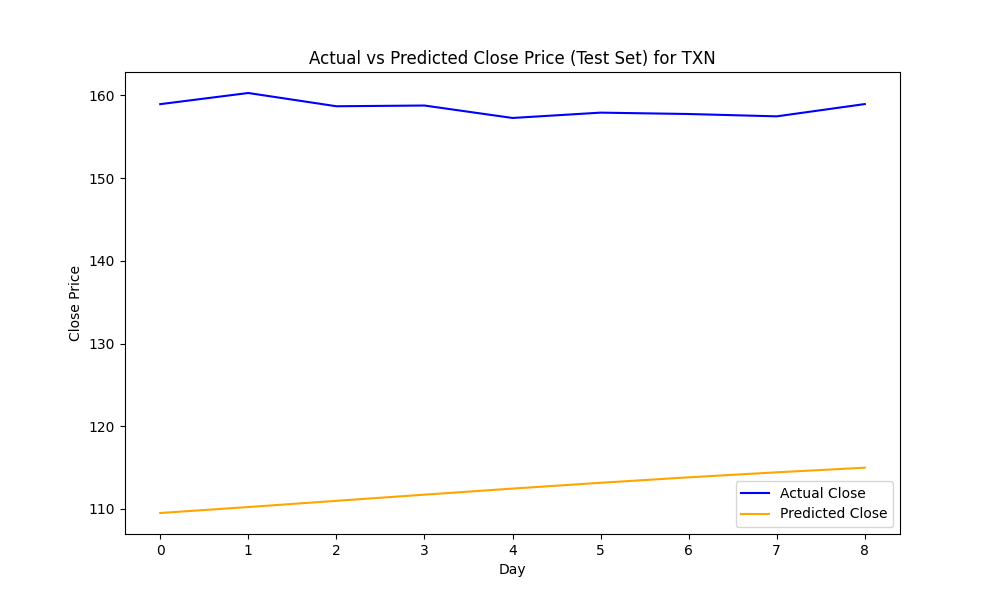 Actual vs Predicted Close Price (Test Set) for TXN
160
150
140
130
120
110
Close Price
0 1 2 3 4 5 6 7 8
Day
Actual Close
Predicted Close